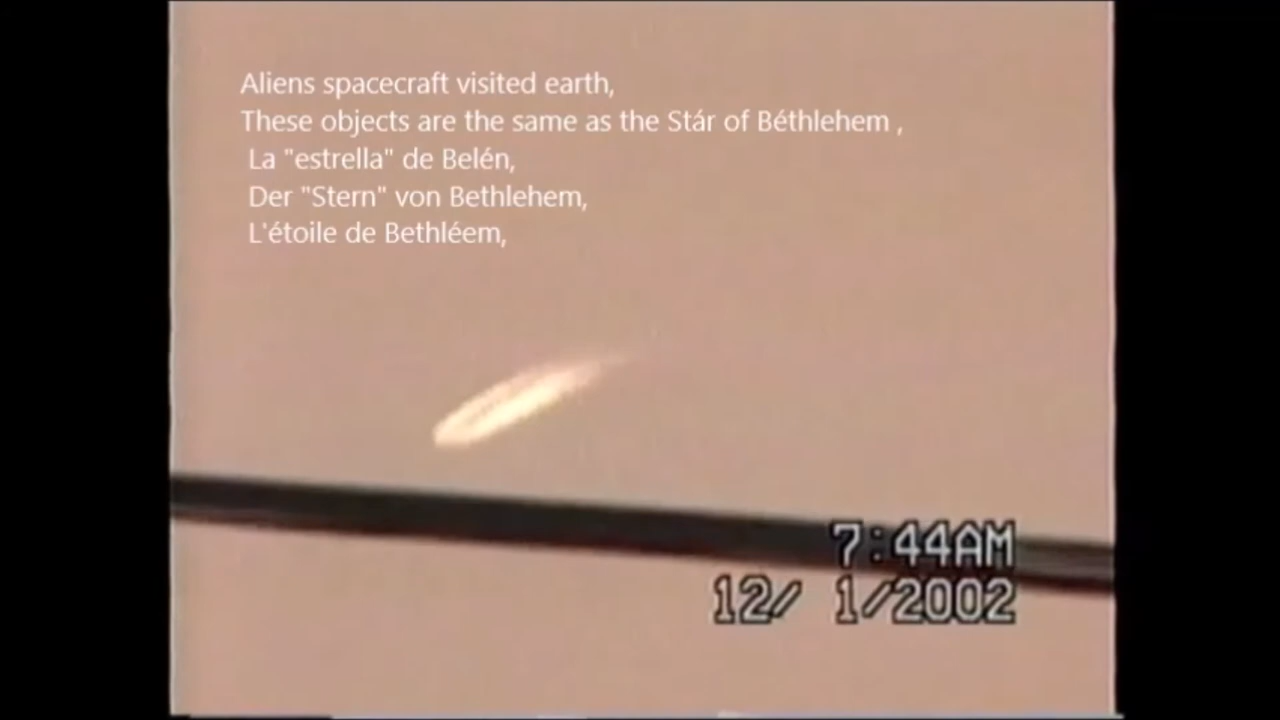 Aliens spacecraft visited earth,
These objects are the same as the Stár of Béthlehem ,
La "estrella" de Belén,
Der "Stern" von Bethlehem,
L'étoile de Bethléem,
7:44AM
12/ 1/2002